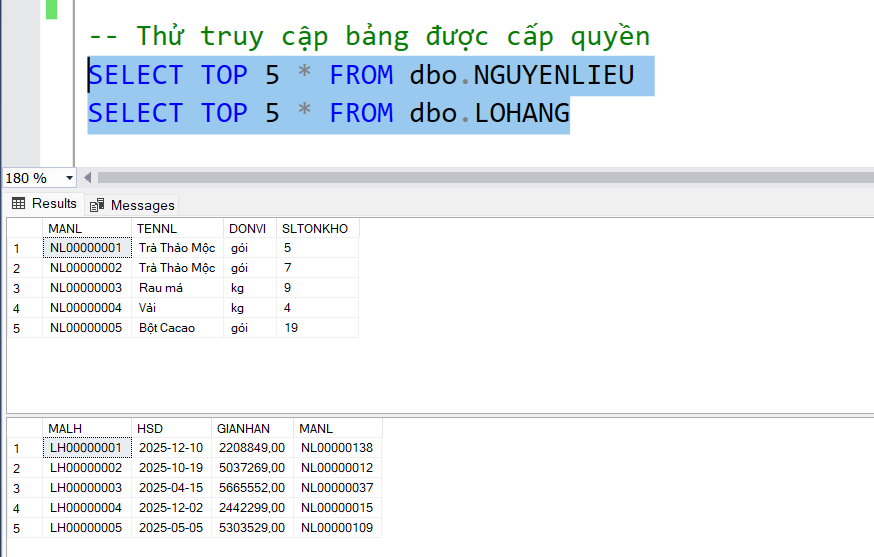 -- Thử truy cập bảng được cấp quyền
SELECT TOP 5 * FROM dbo.NGUYENLIEU
SELECT TOP 5 * FROM dbo.LOHANG
180 %
Results Messages
MANL TENNL DONVI SLTONKHO
1 NL00000001 Trà Thảo Mộc gói 5
2 NL00000002 Trà Thảo Mộc gói 7
3 NL00000003 Rau má kg 9
4 NL00000004 Vải kg 4
5 NL00000005 Bột Cacao gói 19
MALH HSD GIANHAN MANL
1 LH00000001 2025-12-10 2208849,00 NL00000138
2 LH00000002 2025-10-19 5037269,00 NL00000012
3 LH00000003 2025-04-15 5665552,00 NL00000037
4 LH00000004 2025-12-02 2442299,00 NL00000015
5 LH00000005 2025-05-05 5303529,00 NL00000109